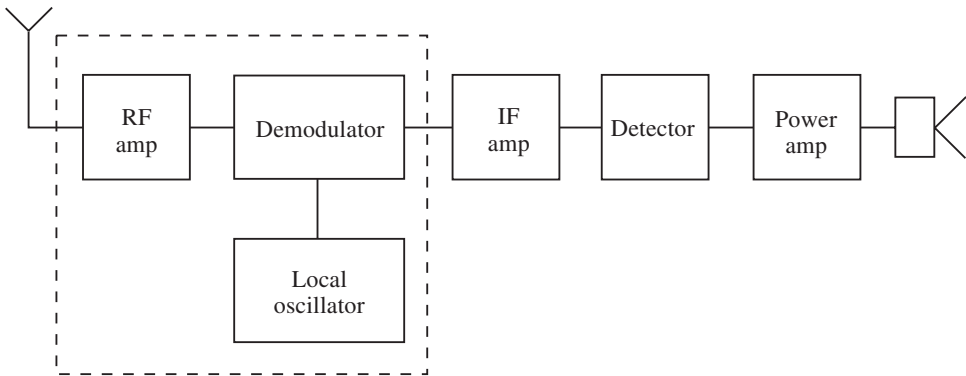 RF
amp
Demodulator
IF
amp
Detector
Power
amp
Local
oscillator